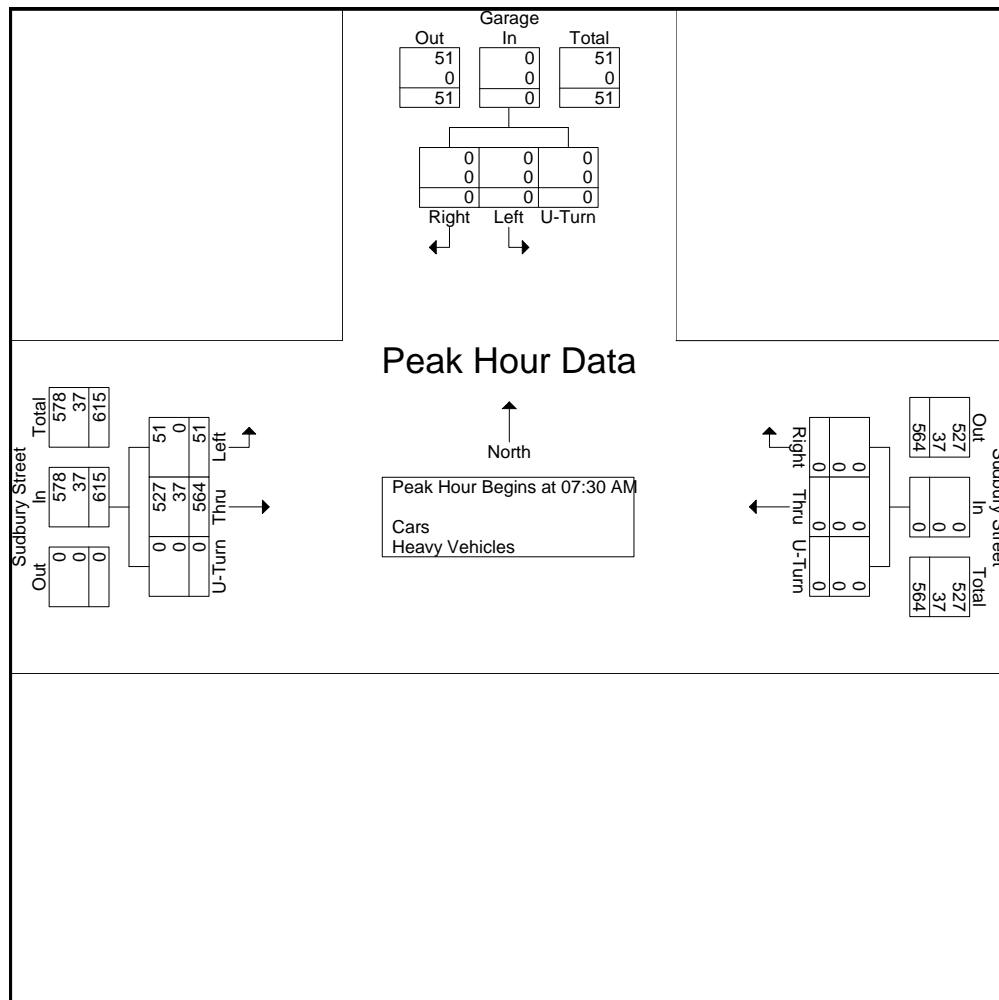 Garage
Out In Total
51 0 51
0 0 0
51 0 51
0 0 0
0 0 0
0 0 0
Right Left U-Turn
Peak Hour Data
North
Peak Hour Begins at 07:30 AM
Cars
Heavy Vehicles
Sudbury Street
Total
578
37
615
In
578
37
615
Out
0
0
0
Left
51
0
51
Thru
527
37
564
U-Turn
0
0
0
Right
0
0
0
Thru
0
0
0
U-Turn
0
0
0
Sudbury Street
Out
527
37
564
In
0
0
0
Total
527
37
564